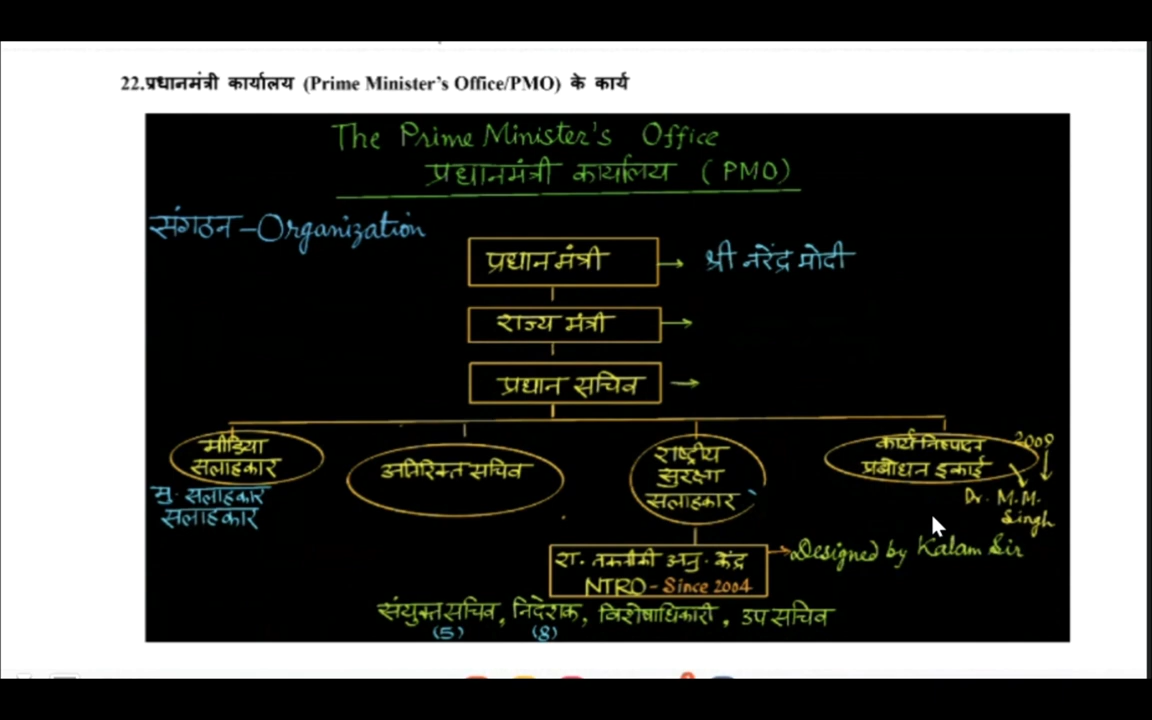 22.प्रधानमंत्री कार्यालय (Prime Minister's Office/PMO) के कार्य
The Prime Minister's Office
प्रधानमंत्री कार्यालय (PMO)
संगठन - Organization
प्रधानमंत्री → श्री नरेंद्र मोदी
राज्य मंत्री →
प्रधान सचिव →
मीडिया
सलाहकार
मु. सलाहकार
सलाहकार
अतिरिक्त सचिव
राष्ट्रीय
सुरक्षा
सलाहकार
कार्य निष्पादन
प्रबोधन इकाई
2009
Dr. M.M.
Singh
रा. तकनीकी अनु. केंद्र
NTRO - Since 2004
Designed by Kalam Sir
संयुक्त सचिव, निदेशक, विशेषाधिकारी, उप सचिव
(5) (8)